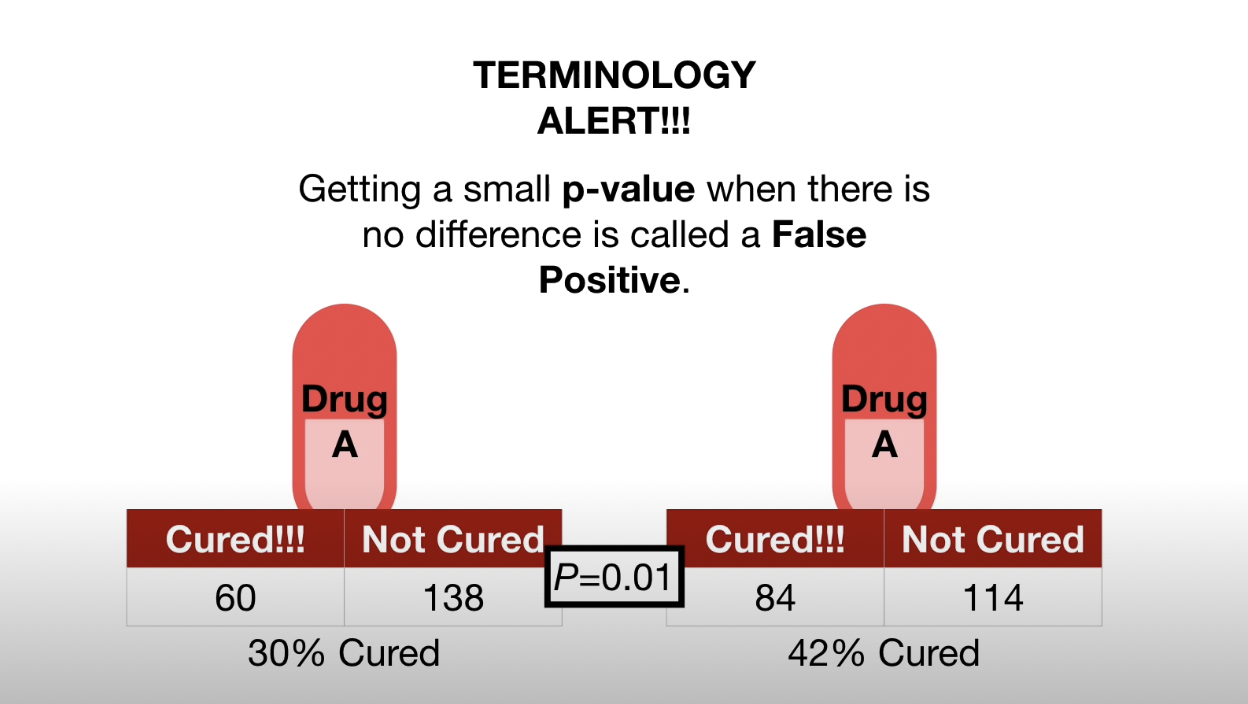 TERMINOLOGY
ALERT!!!
Getting a small p-value when there is
no difference is called a False
Positive.
Drug
A
Drug
A
Cured!!! Not Cured
60 138
30% Cured
P=0.01
Cured!!! Not Cured
84 114
42% Cured